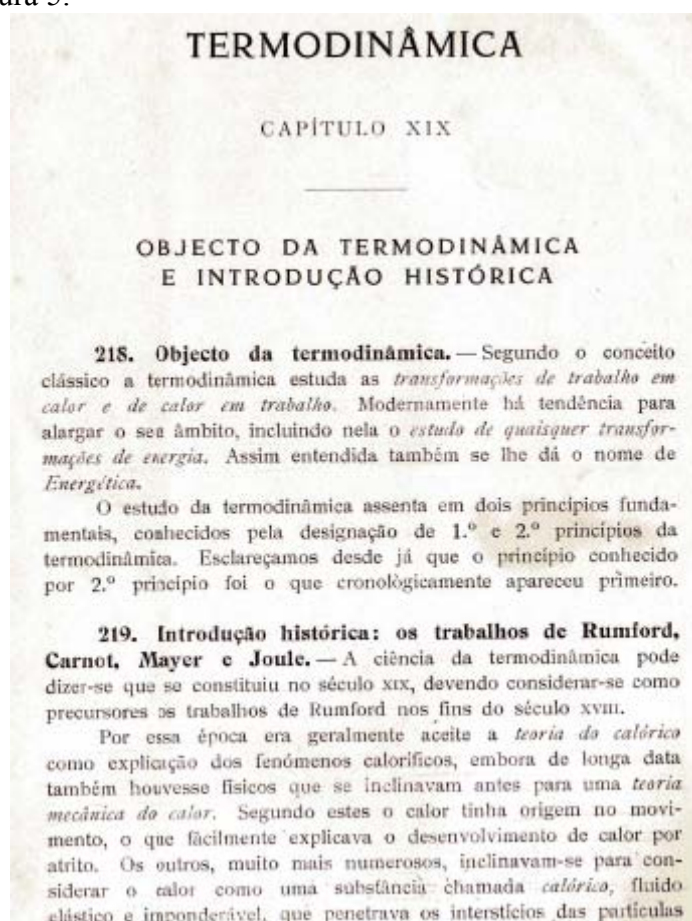 ura 5.
TERMODINÂMICA
CAPÍTULO XIX
OBJECTO DA TERMODINÂMICA
E INTRODUÇÃO HISTÓRICA
218. Objecto da termodinâmica. — Segundo o conceito
clássico a termodinâmica estuda as transformações de trabalho em
calor e de calor em trabalho. Modernamente há tendência para
alargar o seu âmbito, incluindo nela o estudo de quaisquer transfor-
mações de energia. Assim entendida também se lhe dá o nome de
Energética.
O estudo da termodinâmica assenta em dois princípios funda-
mentais, conhecidos pela designação de 1.º e 2.º princípios da
termodinâmica. Esclareçamos desde já que o princípio conhecido
por 2.º princípio foi o que cronològicamente apareceu primeiro.
219. Introdução histórica: os trabalhos de Rumford,
Carnot, Mayer e Joule. — A ciência da termodinâmica pode
dizer-se que se constituiu no século XIX, devendo considerar-se como
precursores os trabalhos de Rumford nos fins do século XVIII.
Por essa época era geralmente aceite a teoria do calórico
como explicação dos fenómenos caloríficos, embora de longa data
também houvesse físicos que se inclinavam antes para uma teoria
mecânica do calor. Segundo estes o calor tinha origem no movi-
mento, o que fàcilmente explicava o desenvolvimento de calor por
atrito. Os outros, muito mais numerosos, inclinavam-se para con-
siderar o calor como uma substância chamada calórico, fluido
elástico e imponderável, que penetrava os interstícios das partículas